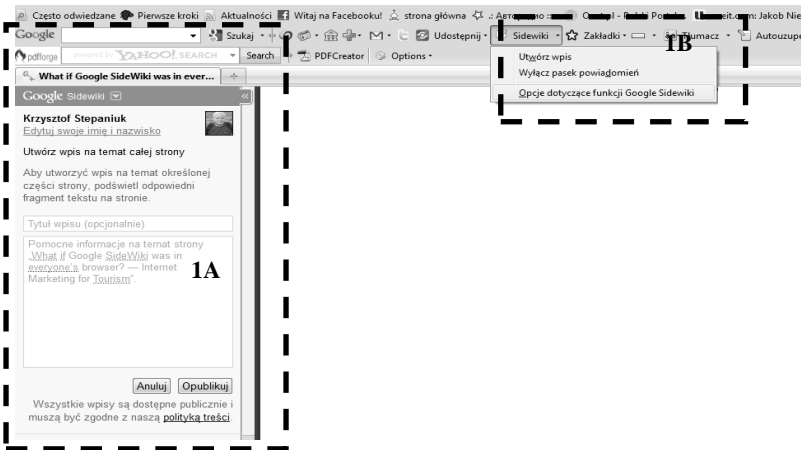 Często odwiedzane Pierwsze kroki Aktualności Witaj na Facebooku! strona główna
Google Szukaj Udostępnij Sidewiki Zakładki Tłumacz
1B
pdfforge powered by YAHOO! SEARCH Search PDFCreator Options
Utwórz wpis
Wyłącz pasek powiadomień
Opcje dotyczące funkcji Google Sidewiki
What if Google SideWiki was in ever...
Google Sidewiki
Krzysztof Stepaniuk
Edytuj swoje imię i nazwisko
Utwórz wpis na temat całej strony
Aby utworzyć wpis na temat określonej
części strony, podświetl odpowiedni
fragment tekstu na stronie.
Tytuł wpisu (opcjonalnie)
Pomocne informacje na temat strony
„What if Google SideWiki was in
everyone's browser? — Internet
Marketing for Tourism”.
1A
Anuluj Opublikuj
Wszystkie wpisy są dostępne publicznie i
muszą być zgodne z naszą polityką treści.